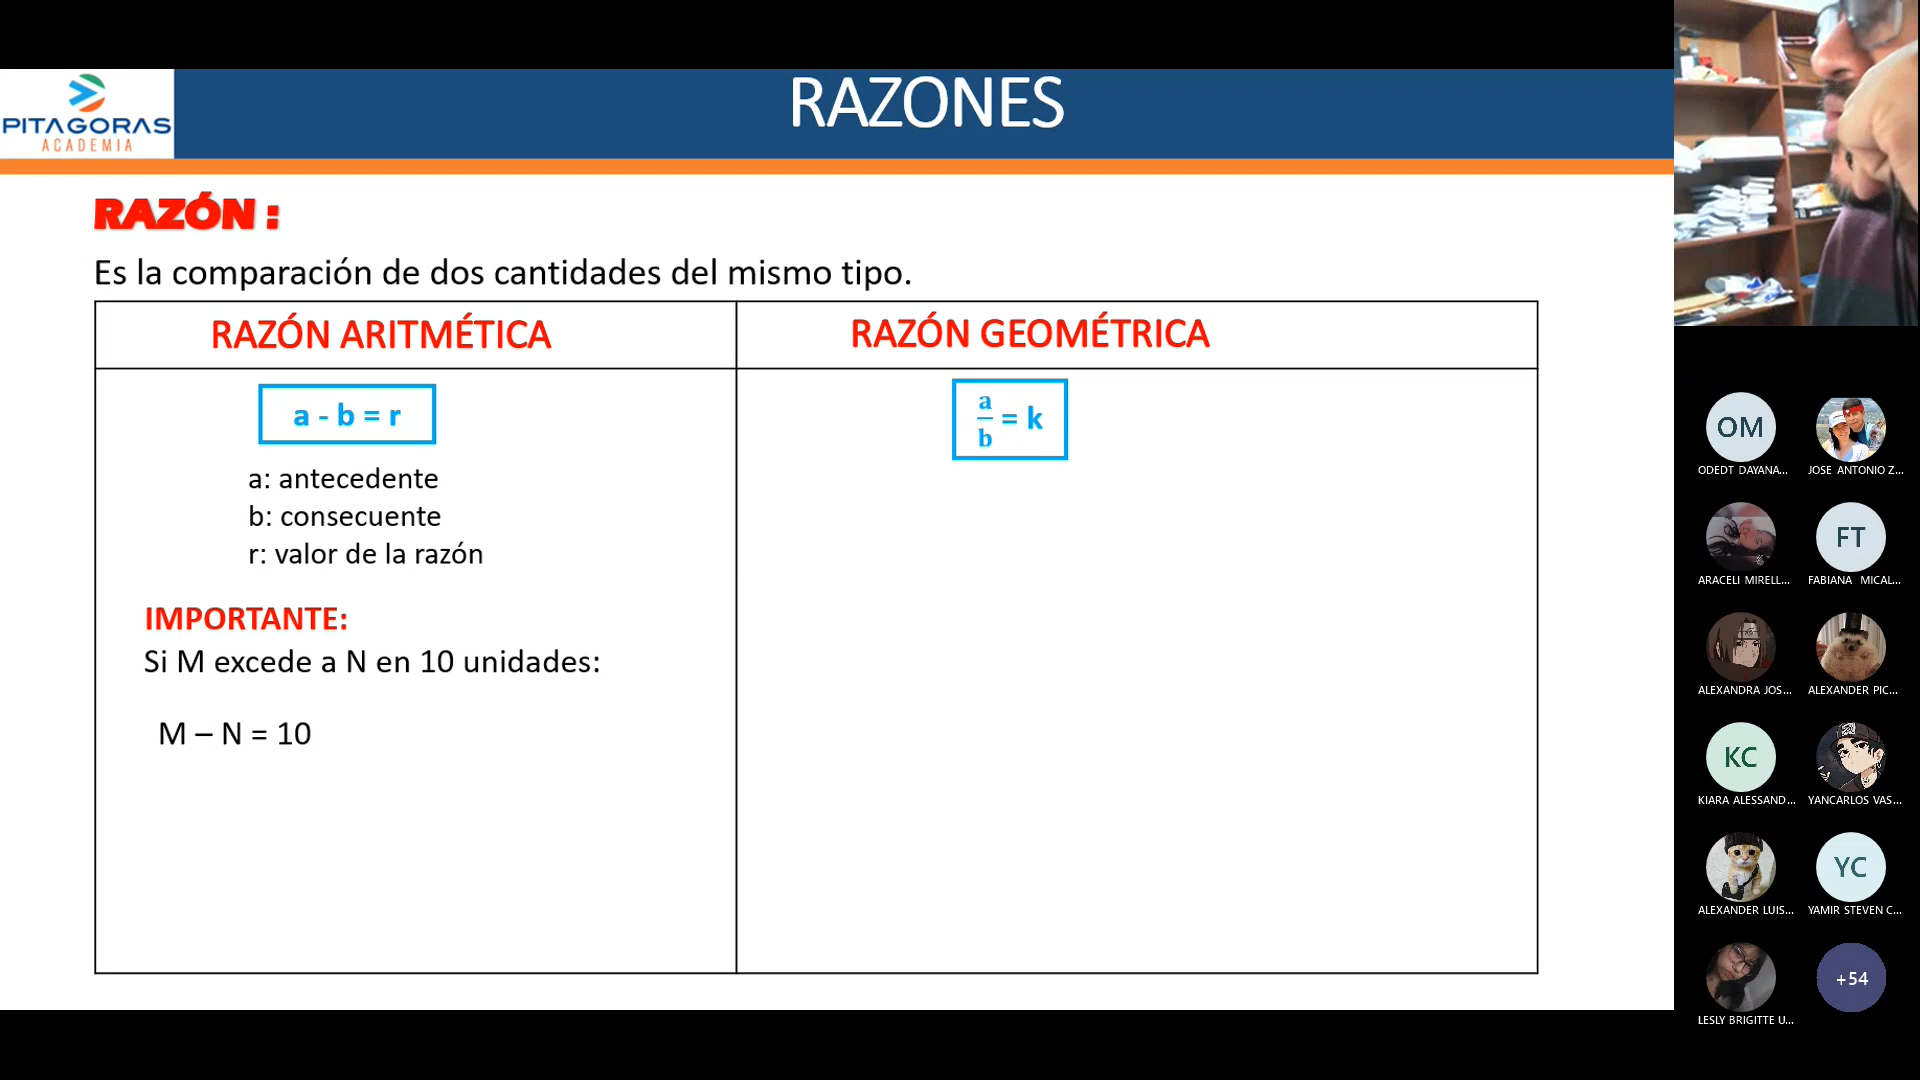 RAZONES
PITAGORAS
ACADEMIA
RAZÓN :
Es la comparación de dos cantidades del mismo tipo.
RAZÓN ARITMÉTICA
a - b = r
a: antecedente
b: consecuente
r: valor de la razón
IMPORTANTE:
Si M excede a N en 10 unidades:
M – N = 10
RAZÓN GEOMÉTRICA
a
b
= k
OM
ODEDT DAYANA...
JOSE ANTONIO Z...
ARACELI MIRELL...
FT
FABIANA MICAL...
ALEXANDRA JOS...
ALEXANDER PIC...
KC
KIARA ALESSAND...
YANCARLOS VAS...
ALEXANDER LUIS...
YC
YAMIR STEVEN C...
LESLY BRIGITTE U...
+54